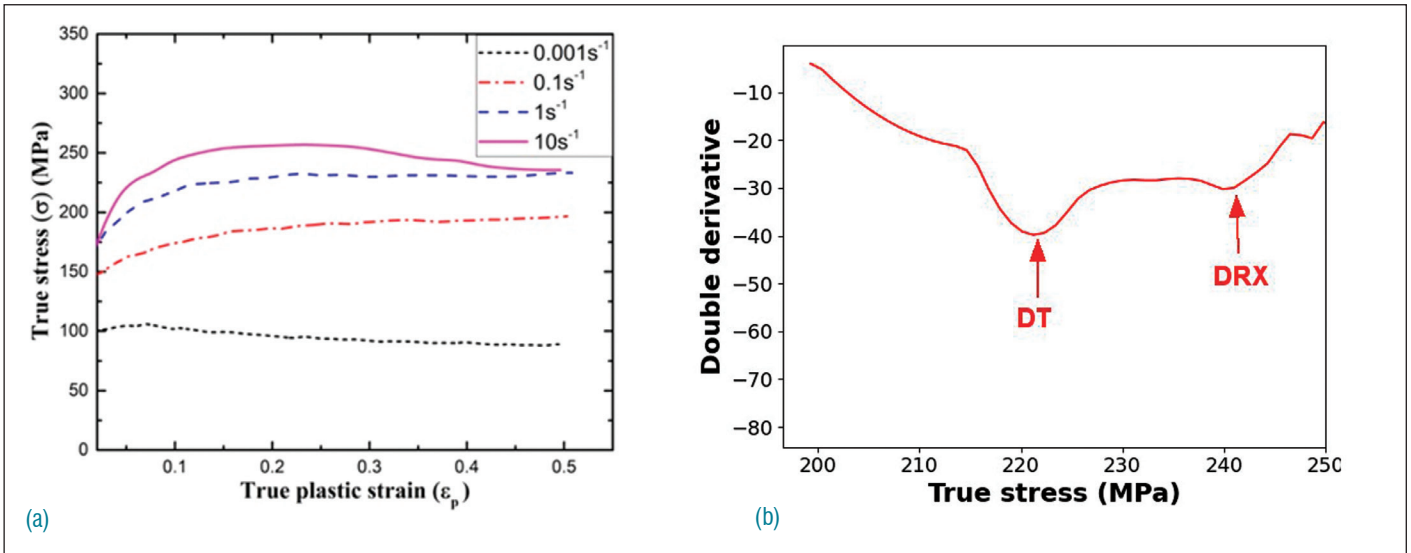 350
300
250
200
150
100
50
0
True stress (σ) (MPa)
0.001s⁻¹
0.1s⁻¹
1s⁻¹
10s⁻¹
0.1 0.2 0.3 0.4 0.5
True plastic strain (εₚ)
(a)
Double derivative
−10
−20
−30
−40
−50
−60
−70
−80
DT
DRX
200 210 220 230 240 250
True stress (MPa)
(b)